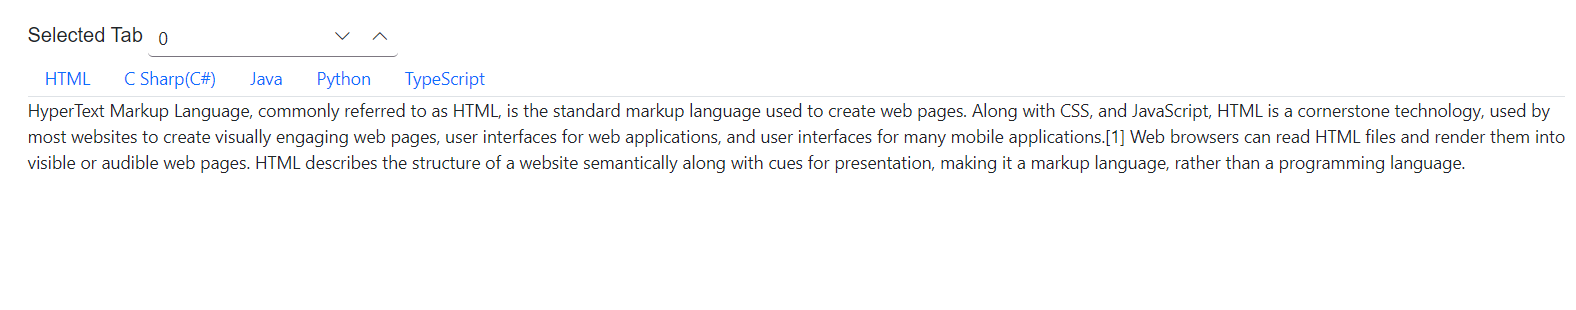 Selected Tab 0
HTML C Sharp(C#) Java Python TypeScript
HyperText Markup Language, commonly referred to as HTML, is the standard markup language used to create web pages. Along with CSS, and JavaScript, HTML is a cornerstone technology, used by
most websites to create visually engaging web pages, user interfaces for web applications, and user interfaces for many mobile applications.[1] Web browsers can read HTML files and render them into
visible or audible web pages. HTML describes the structure of a website semantically along with cues for presentation, making it a markup language, rather than a programming language.